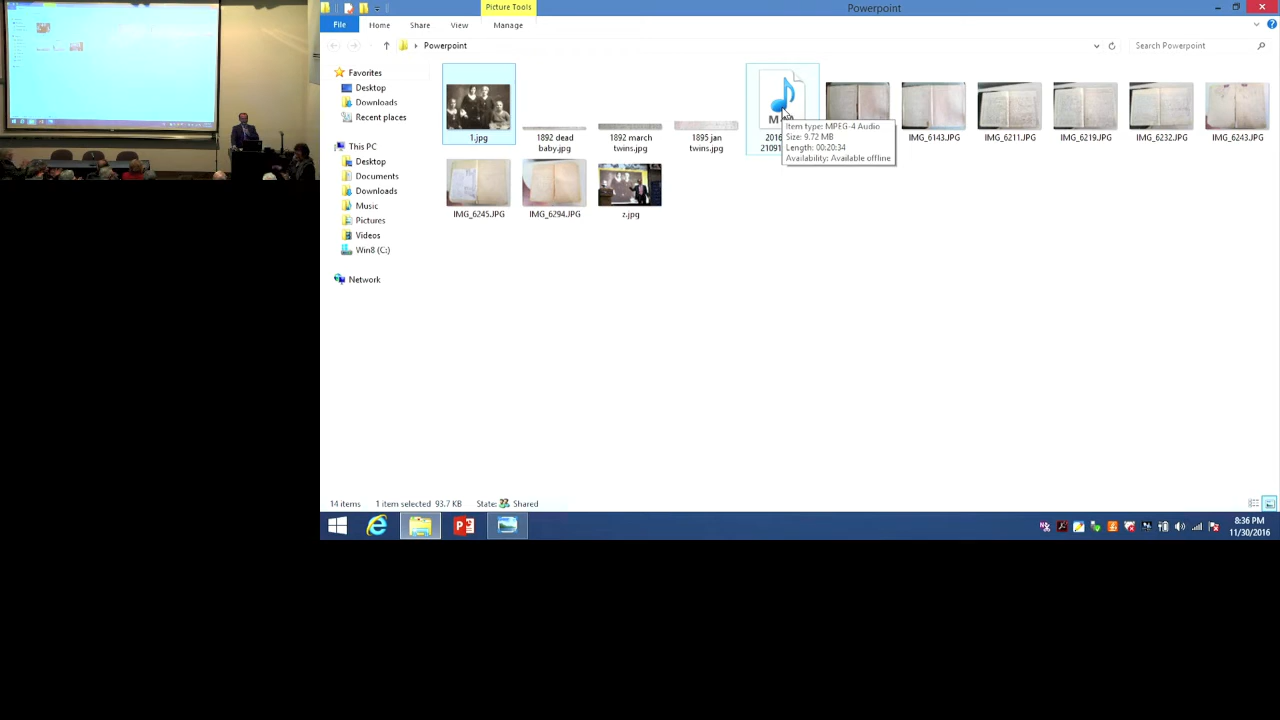 Picture Tools
Powerpoint
File
Home
Share
View
Manage
Powerpoint
Search Powerpoint
Favorites
Desktop
Downloads
Recent places
This PC
Desktop
Documents
Downloads
Music
Pictures
Videos
Win8 (C:)
Network
1.jpg
1892 dead
baby.jpg
1892 march
twins.jpg
1895 jan
twins.jpg
2016
21091
Item type: MPEG-4 Audio
Size: 9.72 MB
Length: 00:20:34
Availability: Available offline
IMG_6143.JPG
IMG_6211.JPG
IMG_6219.JPG
IMG_6232.JPG
IMG_6243.JPG
IMG_6245.JPG
IMG_6294.JPG
z.jpg
14 items
1 item selected 93.7 KB
State:
Shared
8:36 PM
11/30/2016